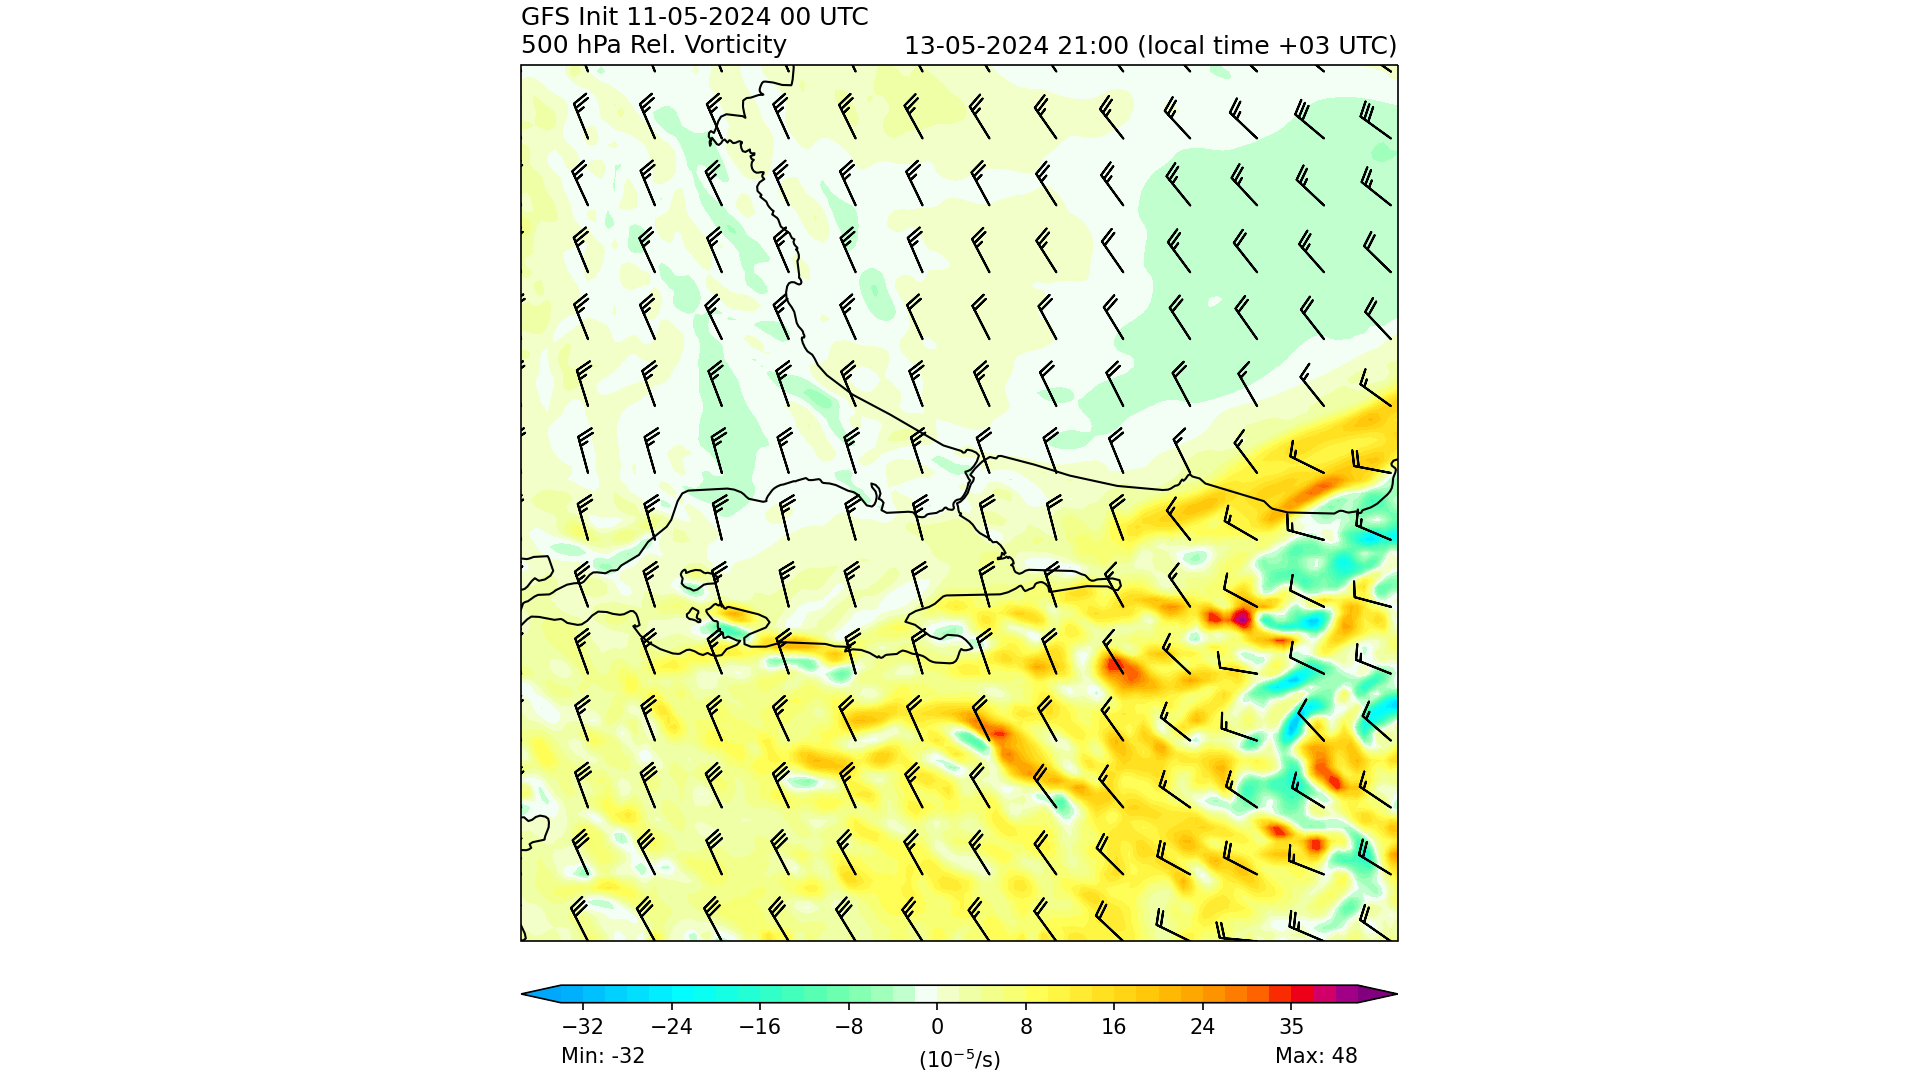 GFS Init 11-05-2024 00 UTC
500 hPa Rel. Vorticity
13-05-2024 21:00 (local time +03 UTC)
−32 −24 −16 −8 0 8 16 24 35
Min: -32
(10⁻⁵/s)
Max: 48